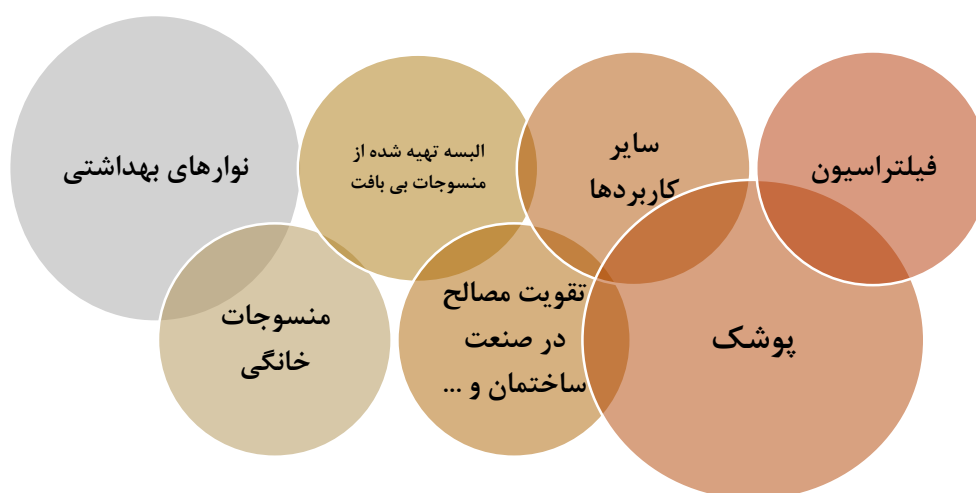 فیلتراسیون
سایر
کاربردها
البسه تهیه شده از
منسوجات بی بافت
نوارهای بهداشتی
پوشک
تقویت مصالح
در صنعت
ساختمان و ...
منسوجات
خانگی